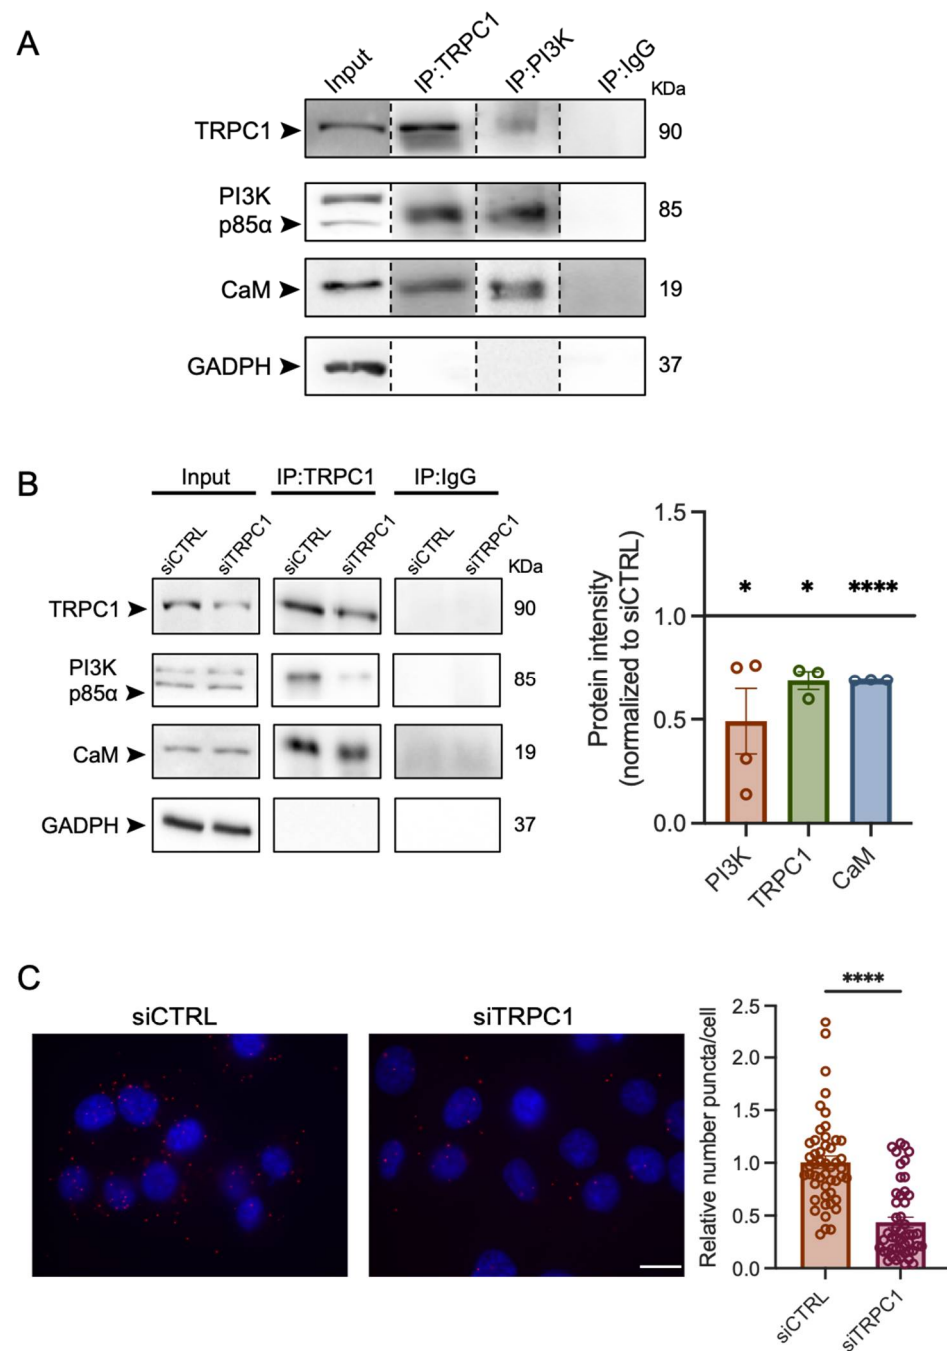 A
Input
IP:TRPC1
IP:PI3K
IP:IgG
KDa
TRPC1
90
PI3K
p85α
85
CaM
19
GADPH
37
B
Input
IP:TRPC1
IP:IgG
siCTRL
siTRPC1
siCTRL
siTRPC1
siCTRL
siTRPC1
KDa
TRPC1
90
PI3K
p85α
85
CaM
19
GADPH
37
Protein intensity
(normalized to siCTRL)
1.5
1.0
0.5
0.0
* * ****
PI3K
TRPC1
CaM
C
siCTRL
siTRPC1
Relative number puncta/cell
****
2.5
2.0
1.5
1.0
0.5
0.0
siCTRL
siTRPC1